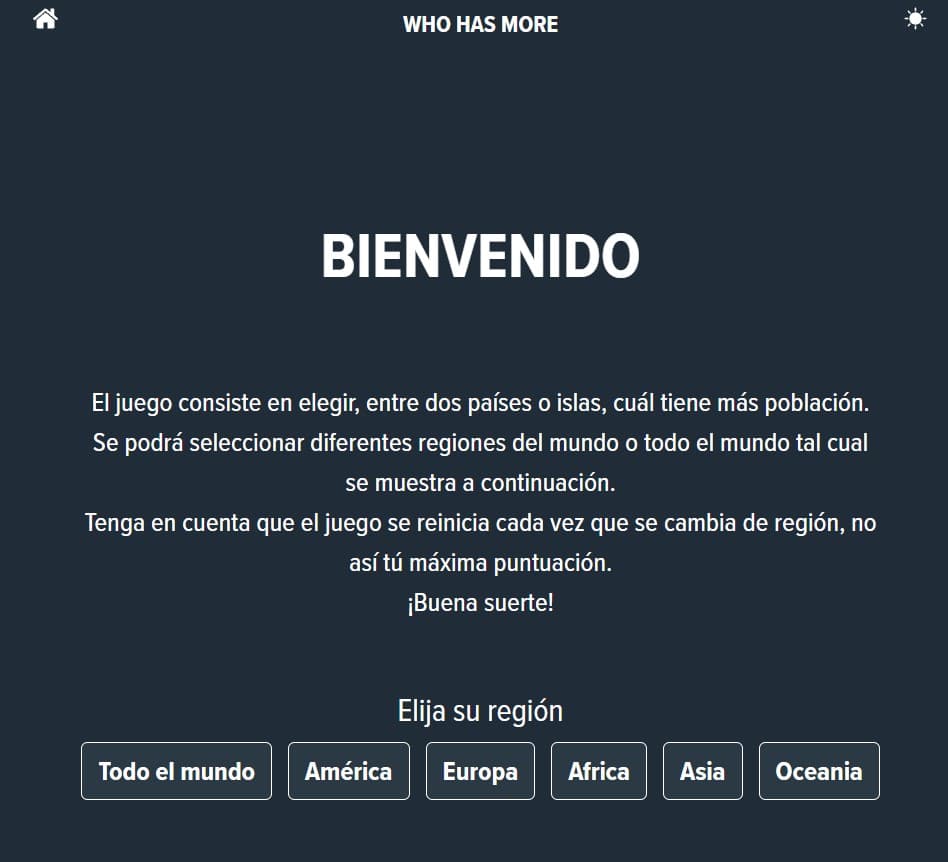 WHO HAS MORE
BIENVENIDO
El juego consiste en elegir, entre dos países o islas, cuál tiene más población.
Se podrá seleccionar diferentes regiones del mundo o todo el mundo tal cual
se muestra a continuación.
Tenga en cuenta que el juego se reinicia cada vez que se cambia de región, no
así tú máxima puntuación.
¡Buena suerte!
Elija su región
Todo el mundo América Europa Africa Asia Oceania